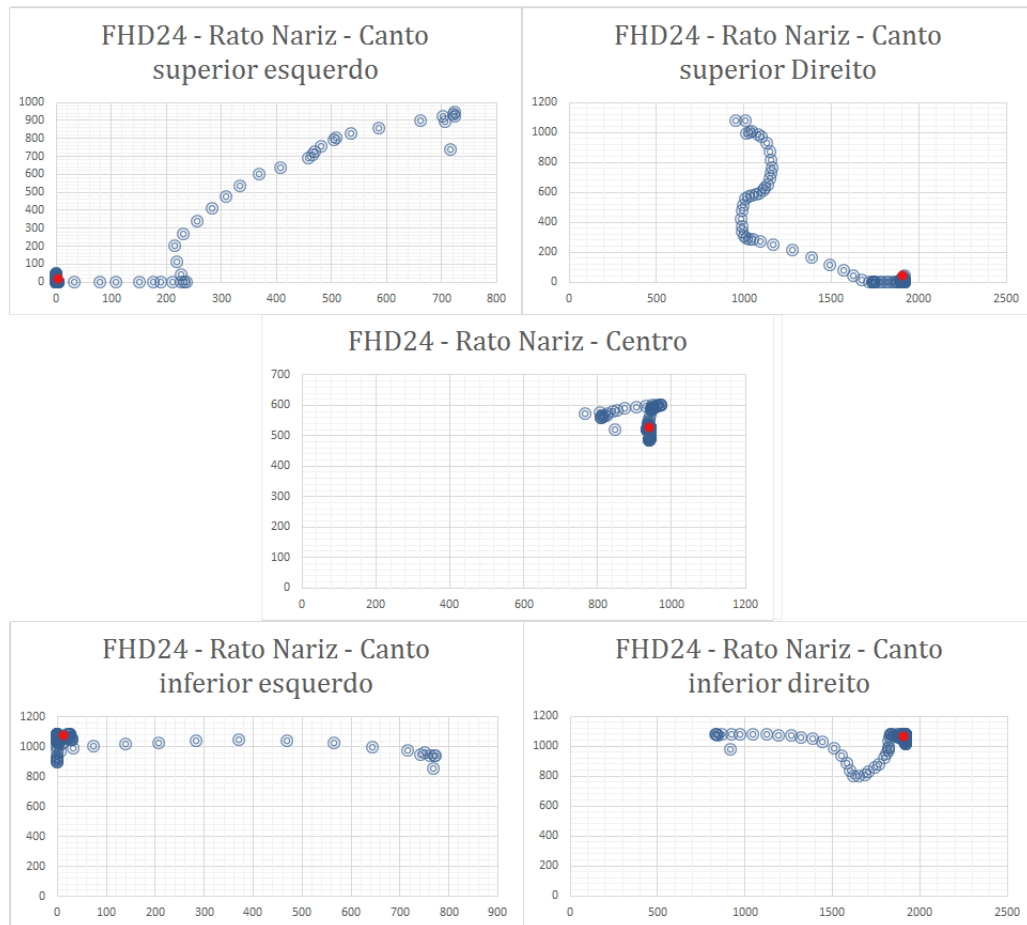 FHD24 - Rato Nariz - Canto
superior esquerdo
1000
900
800
700
600
500
400
300
200
100
0
0 100 200 300 400 500 600 700 800
FHD24 - Rato Nariz - Canto
superior Direito
1200
1000
800
600
400
200
0
0 500 1000 1500 2000 2500
FHD24 - Rato Nariz - Centro
700
600
500
400
300
200
100
0
0 200 400 600 800 1000 1200
FHD24 - Rato Nariz - Canto
inferior esquerdo
1200
1000
800
600
400
200
0
0 100 200 300 400 500 600 700 800 900
FHD24 - Rato Nariz - Canto
inferior direito
1200
1000
800
600
400
200
0
0 500 1000 1500 2000 2500